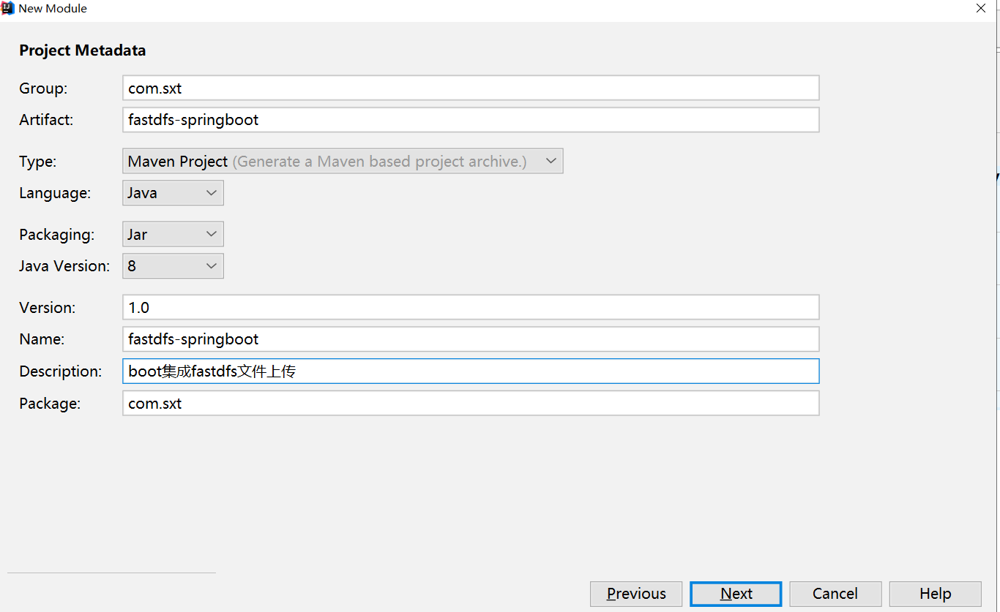 New Module
Project Metadata
Group: com.sxt
Artifact: fastdfs-springboot
Type: Maven Project (Generate a Maven based project archive.)
Language: Java
Packaging: Jar
Java Version: 8
Version: 1.0
Name: fastdfs-springboot
Description: boot集成fastdfs文件上传
Package: com.sxt
Previous Next Cancel Help